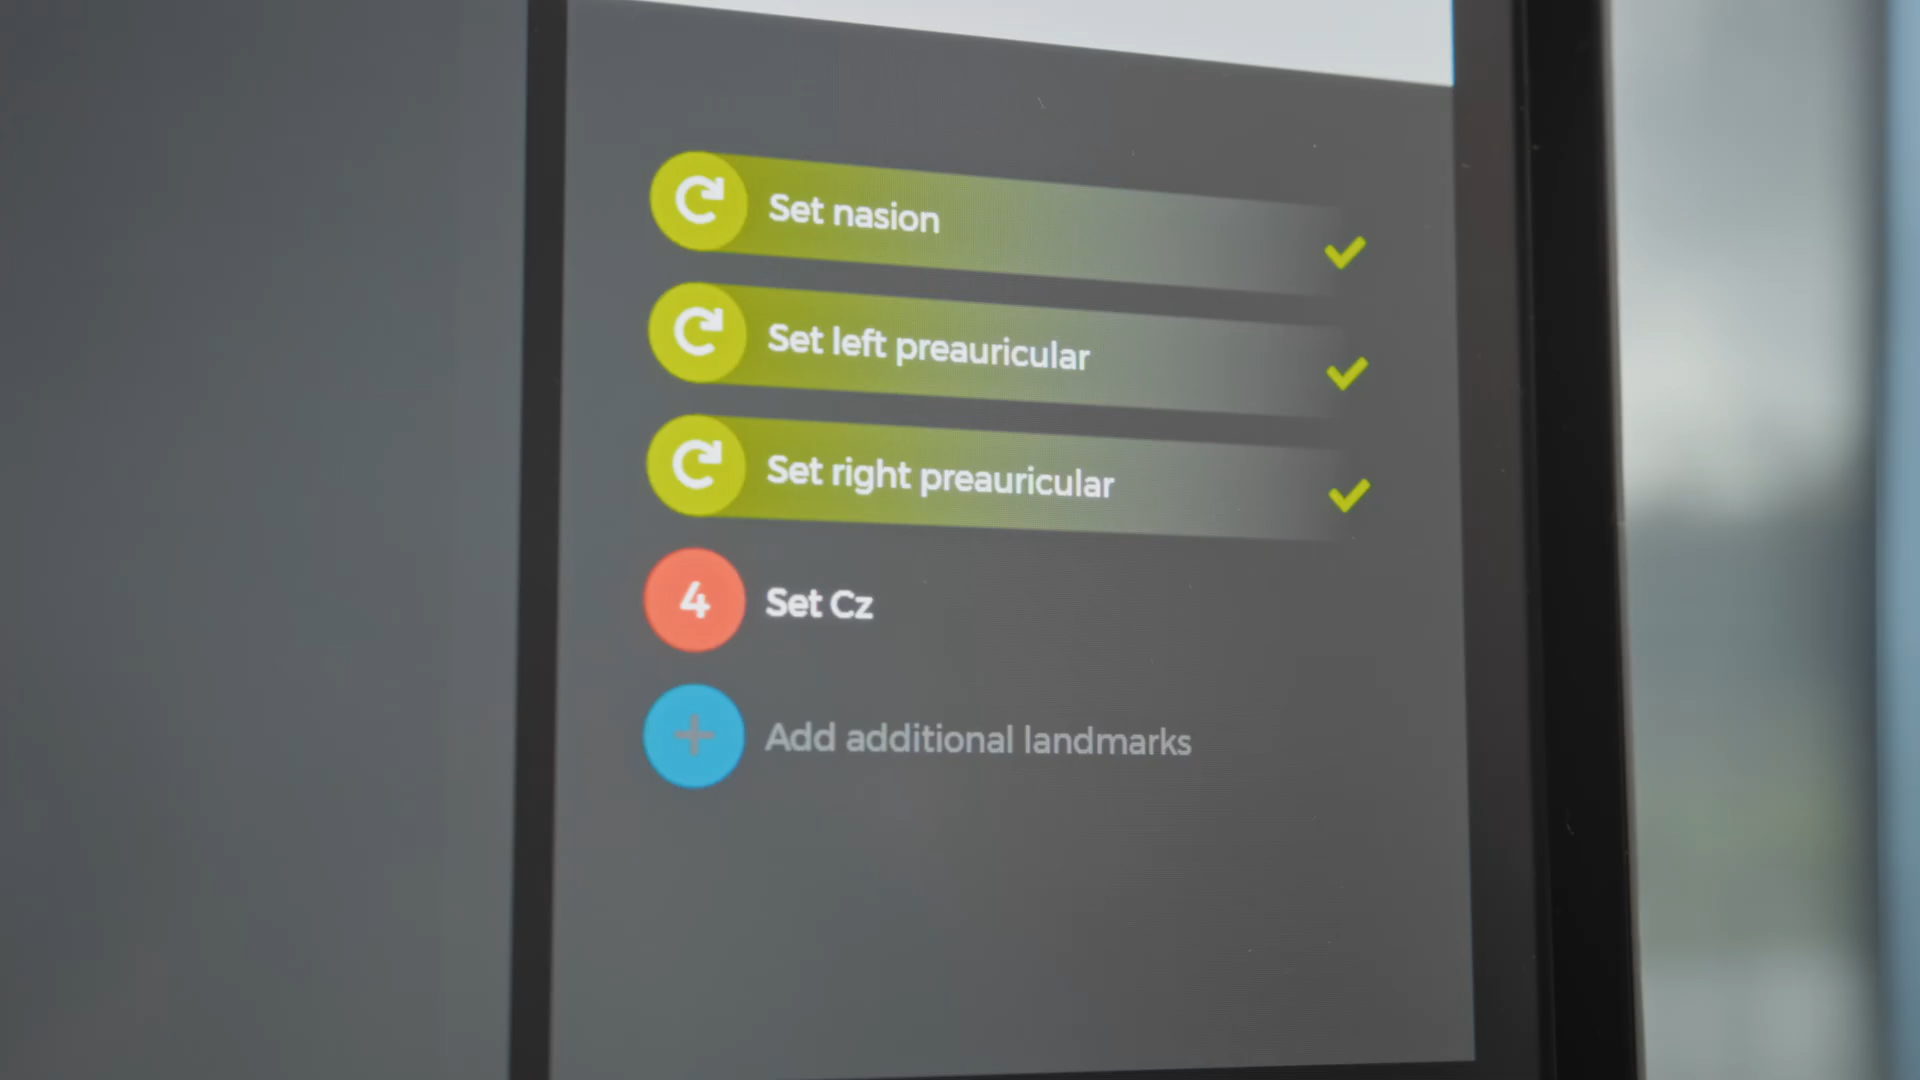 Set nasion
Set left preauricular
Set right preauricular
4 Set Cz
Add additional landmarks